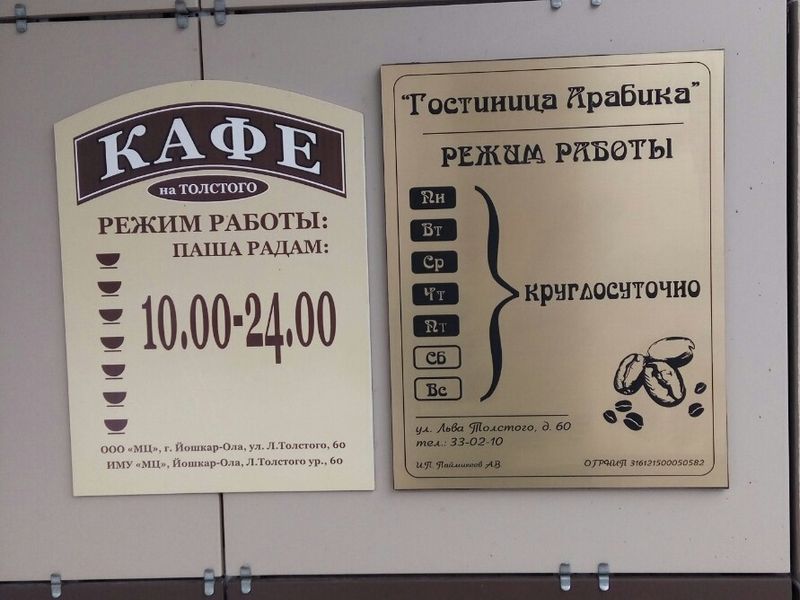 КАФЕ
на ТОЛСТОГО
РЕЖИМ РАБОТЫ:
ПАША РАДАМ:
10.00-24.00
ООО «МЦ», г. Йошкар-Ола, ул. Л.Толстого, 60
ИМУ «МЦ», Йошкар-Ола, Л.Толстого ур., 60
"Гостиница Арабика"
РЕЖИМ РАБОТЫ
Пн
Вт
Ср
Чт
Пт
Сб
Вс
КРУГЛОСУТОЧНО
ул. Льва Толстого, д. 60
тел.: 33-02-10
И.П. Паймикеев А.В.
ОГРНИП 316121500050582